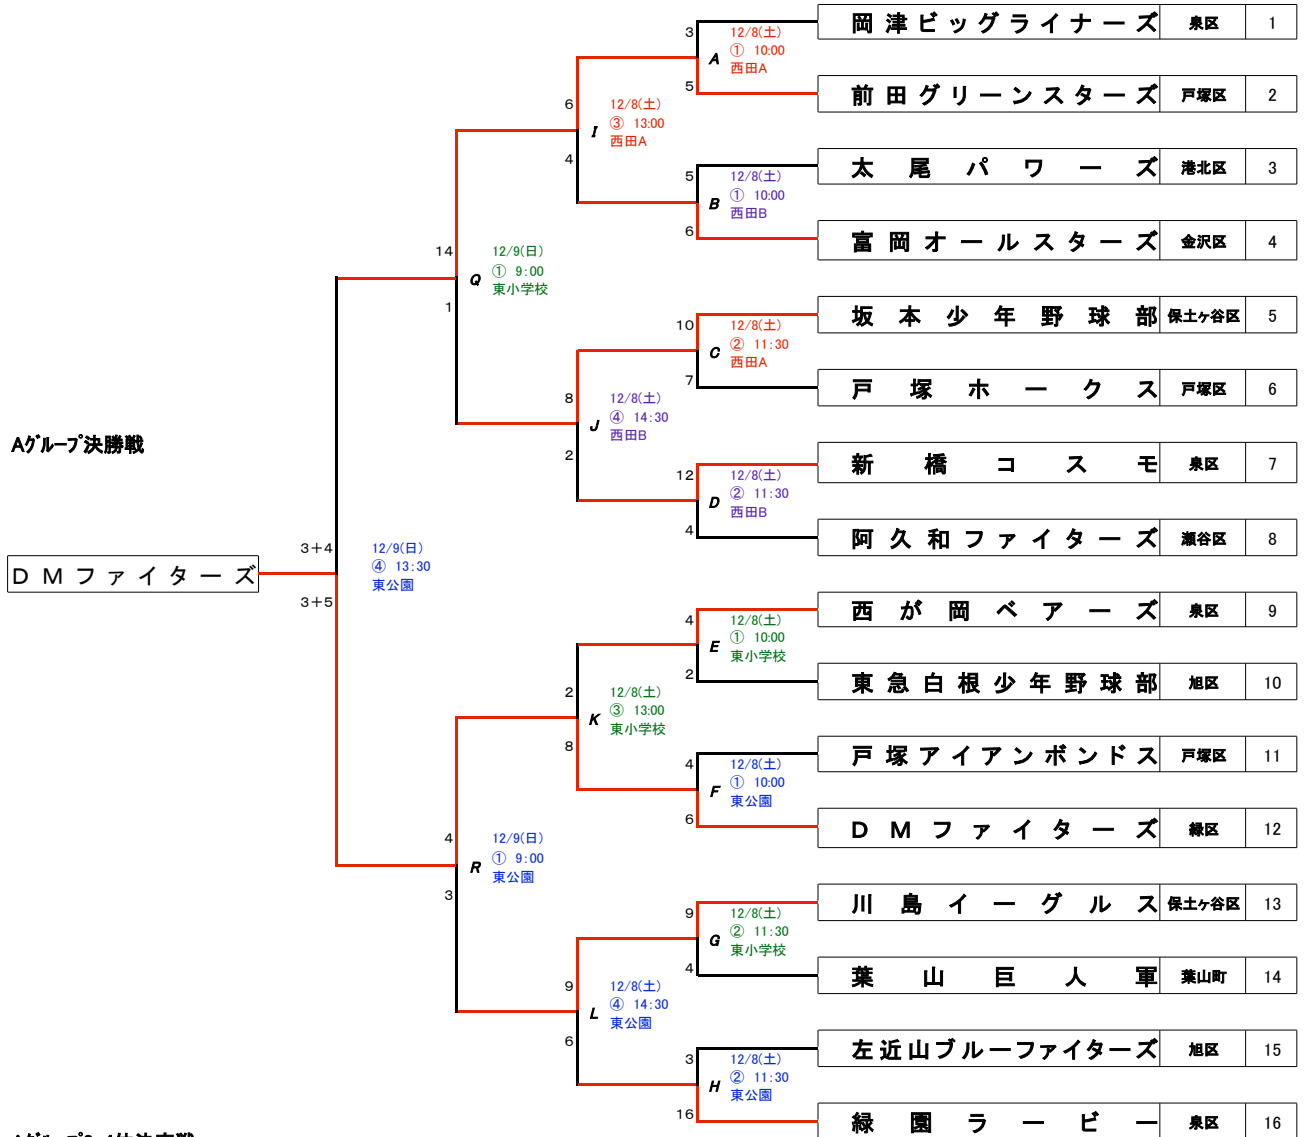 岡津ビッグライナーズ 泉区 1
3
12/8(土)
A ① 10:00
西田A
5
前田グリーンスターズ 戸塚区 2
6
12/8(土)
I ③ 13:00
西田A
4
太尾パワーズ 港北区 3
5
12/8(土)
B ① 10:00
西田B
6
富岡オールスターズ 金沢区 4
14
12/9(日)
Q ① 9:00
東小学校
1
坂本少年野球部 保土ヶ谷区 5
10
12/8(土)
C ② 11:30
西田A
7
戸塚ホークス 戸塚区 6
8
12/8(土)
J ④ 14:30
西田B
2
Aグループ決勝戦
新橋コスモ 泉区 7
12
12/8(土)
D ② 11:30
西田B
4
阿久和ファイターズ 瀬谷区 8
3+4
12/9(日)
④ 13:30
東公園
DMファイターズ
3+5
西が岡ベアーズ 泉区 9
4
12/8(土)
E ① 10:00
東小学校
2
東急白根少年野球部 旭区 10
2
12/8(土)
K ③ 13:00
東小学校
8
戸塚アイアンボンドス 戸塚区 11
4
12/8(土)
F ① 10:00
東公園
6
DMファイターズ 緑区 12
4
12/9(日)
R ① 9:00
東公園
3
川島イーグルス 保土ヶ谷区 13
9
12/8(土)
G ② 11:30
東小学校
4
葉山巨人軍 葉山町 14
9
12/8(土)
L ④ 14:30
東公園
6
左近山ブルーファイターズ 旭区 15
3
12/8(土)
H ② 11:30
東公園
16
緑園ラービー 泉区 16